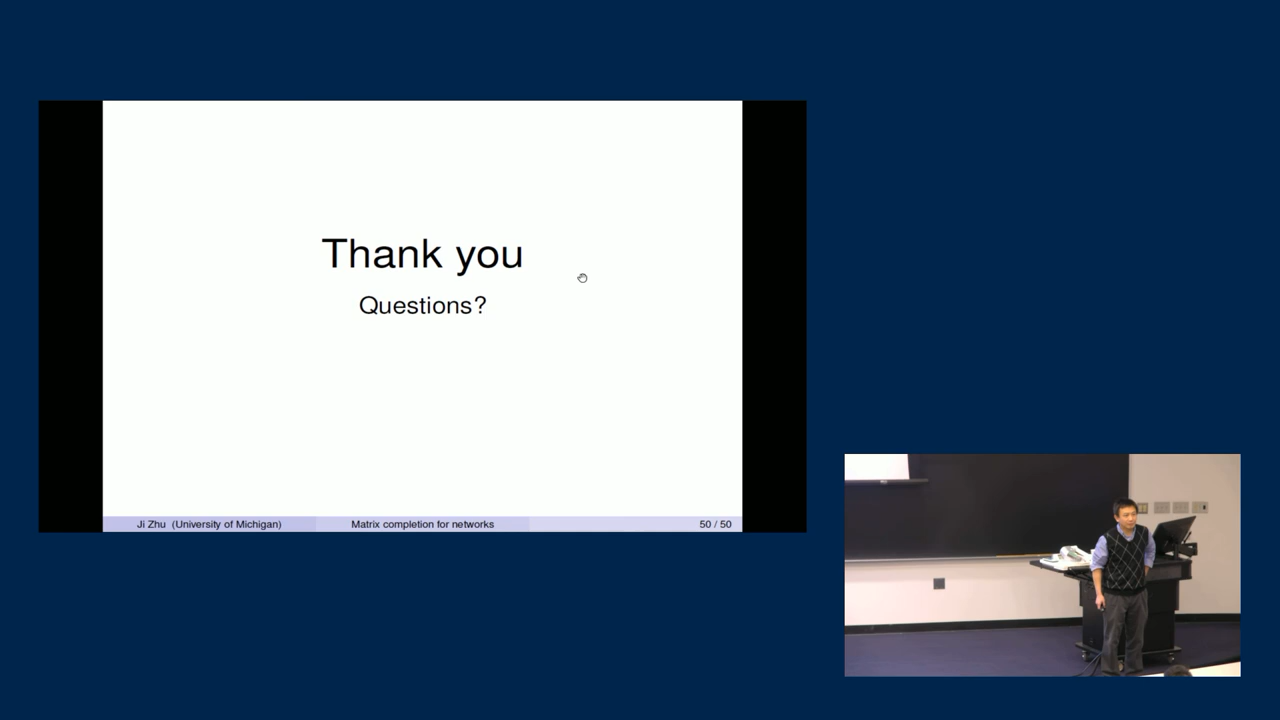 Thank you
Questions?
Ji Zhu (University of Michigan)
Matrix completion for networks
50 / 50